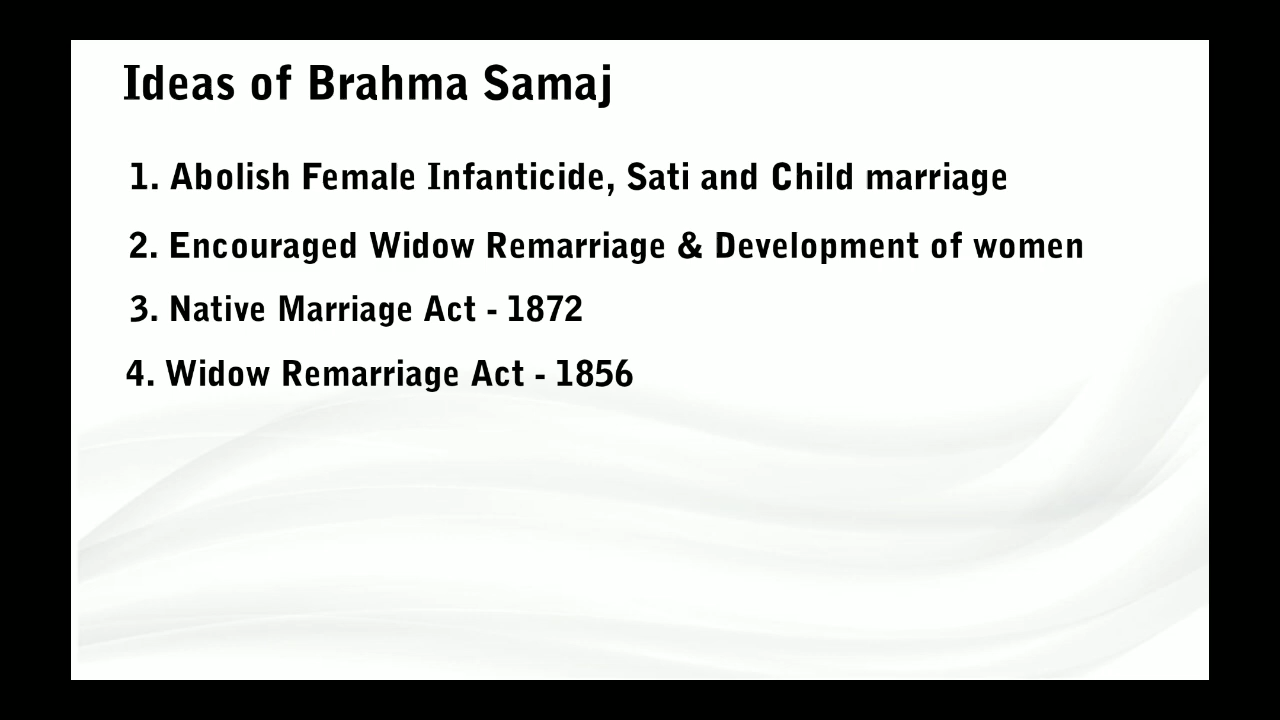 Ideas of Brahma Samaj
1. Abolish Female Infanticide, Sati and Child marriage
2. Encouraged Widow Remarriage & Development of women
3. Native Marriage Act - 1872
4. Widow Remarriage Act - 1856